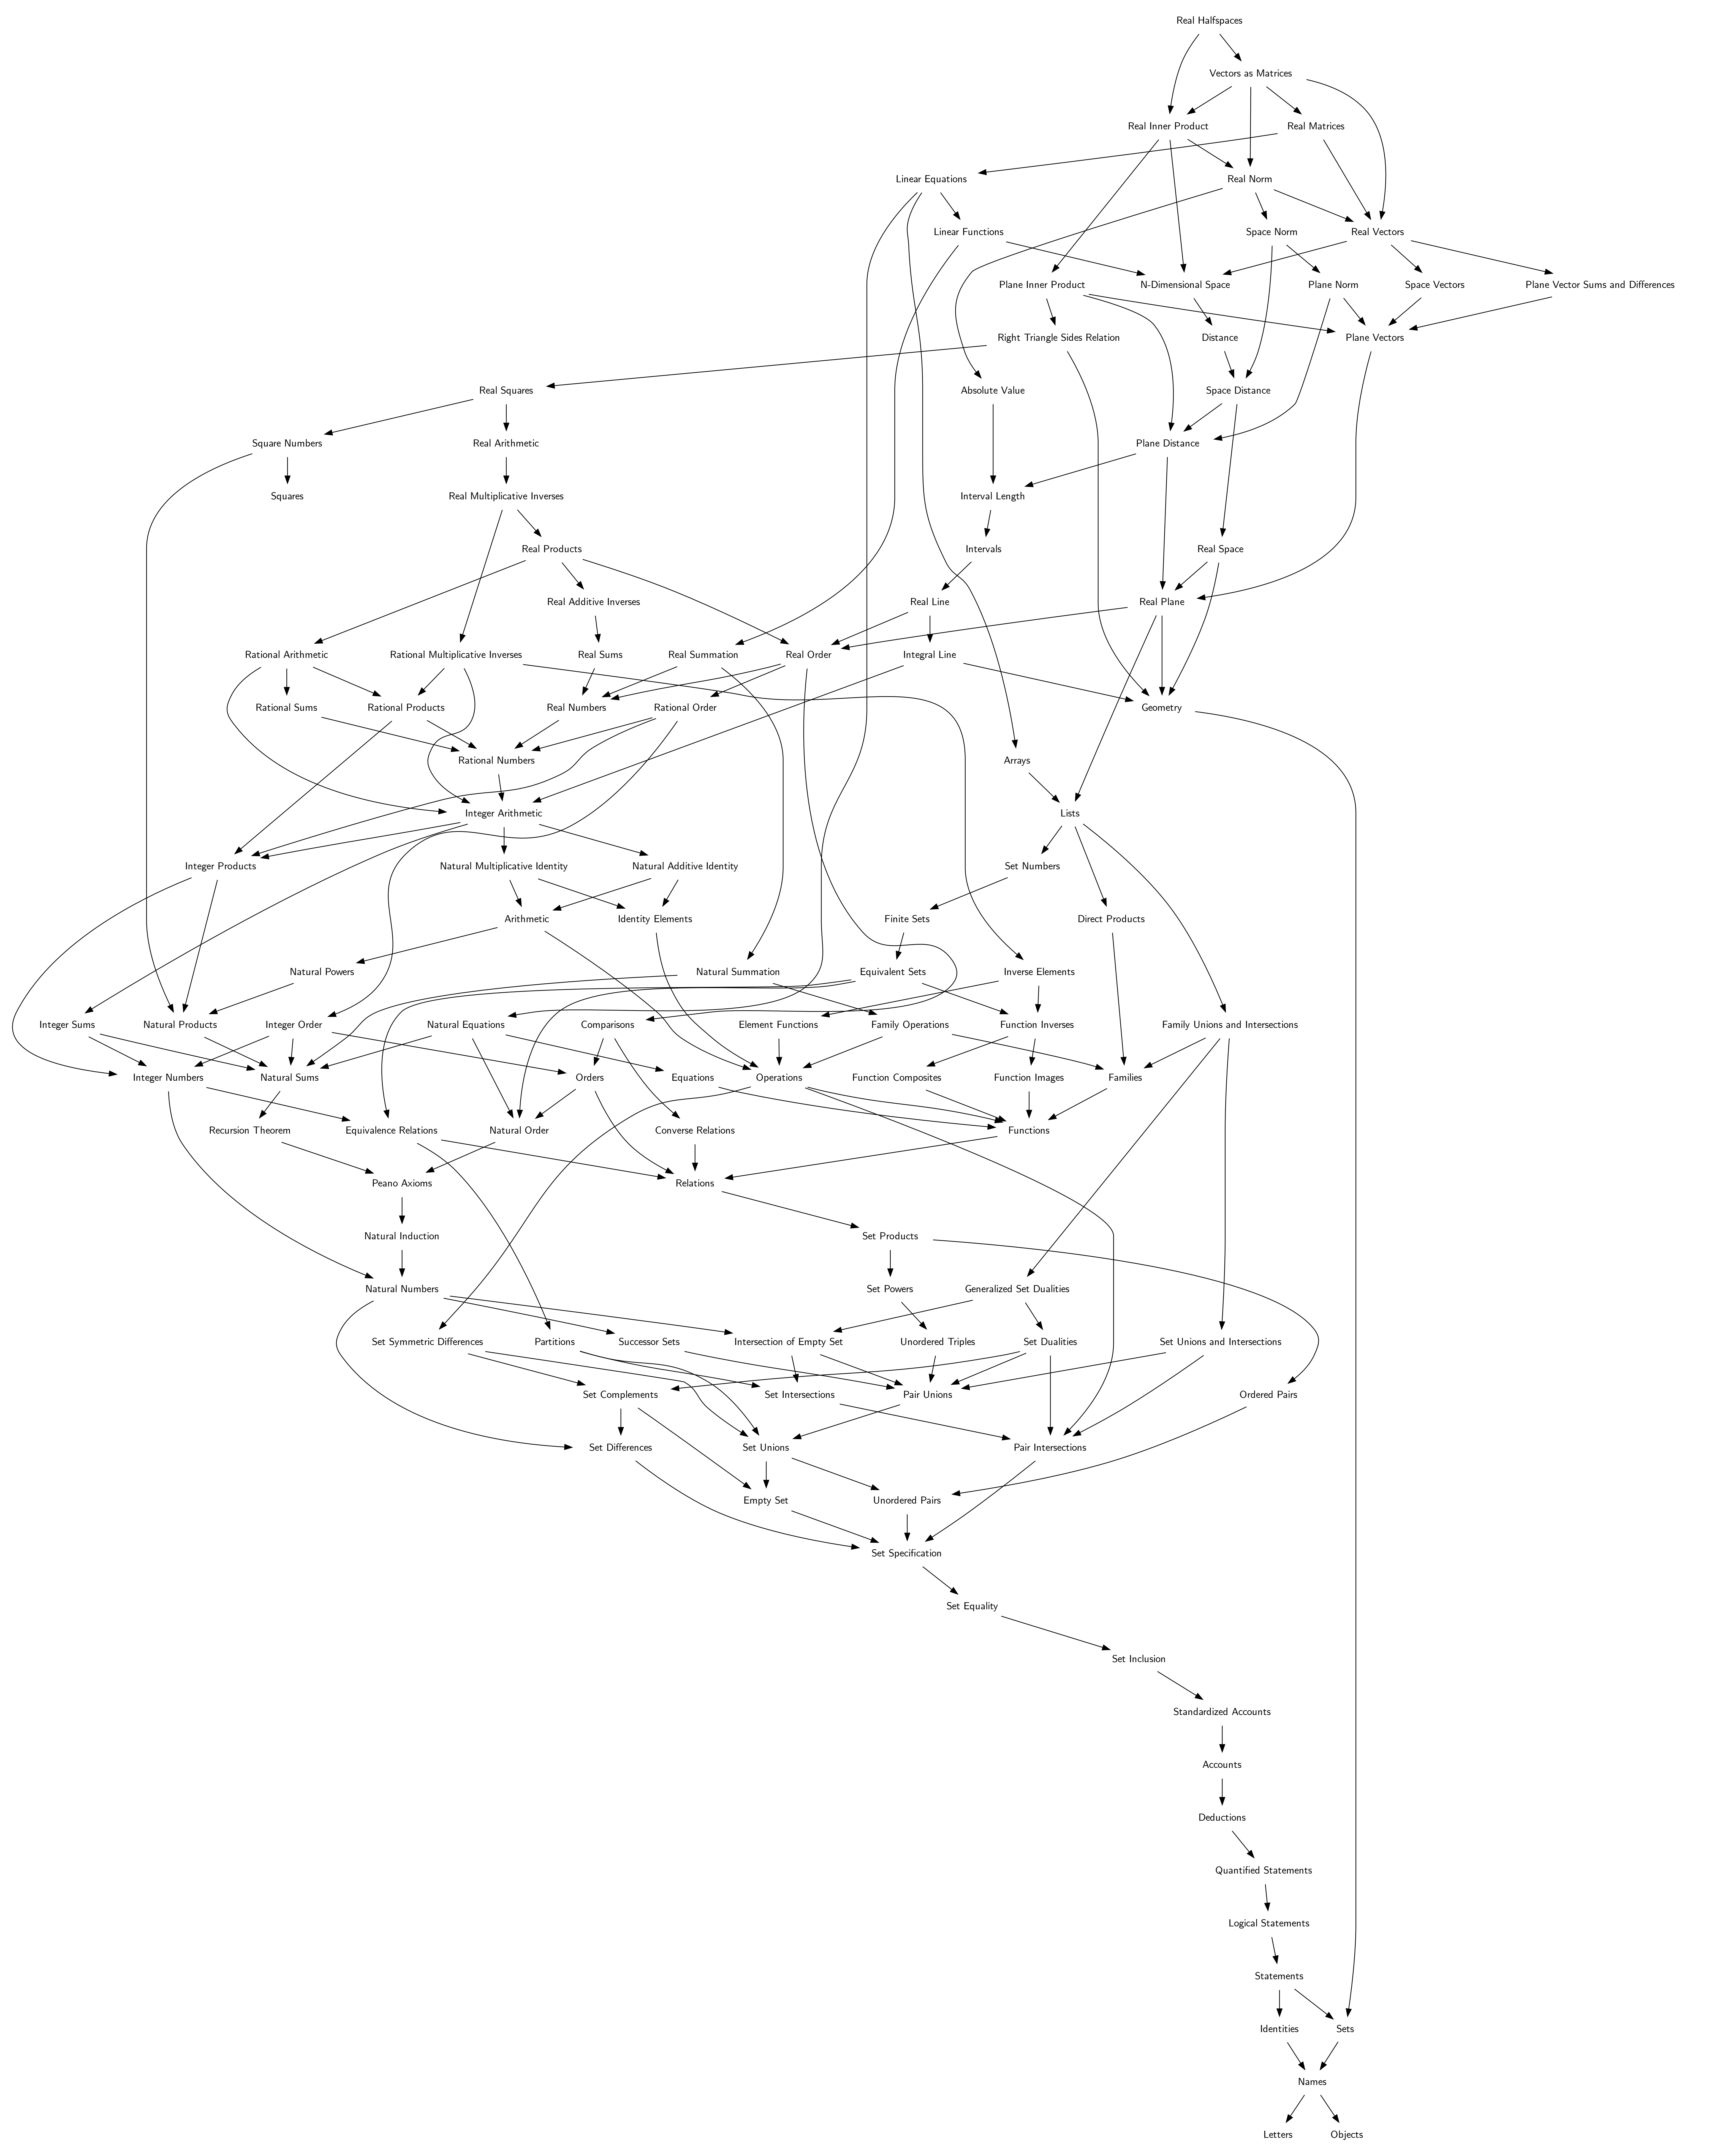 Real Halfspaces
Vectors as Matrices
Real Inner Product
Real Matrices
Linear Equations
Real Norm
Linear Functions
Space Norm
Real Vectors
Plane Inner Product
N-Dimensional Space
Plane Norm
Space Vectors
Plane Vector Sums and Differences
Right Triangle Sides Relation
Distance
Plane Vectors
Real Squares
Absolute Value
Space Distance
Square Numbers
Real Arithmetic
Plane Distance
Squares
Real Multiplicative Inverses
Interval Length
Real Products
Intervals
Real Space
Real Additive Inverses
Real Line
Real Plane
Rational Arithmetic
Rational Multiplicative Inverses
Real Sums
Real Summation
Real Order
Integral Line
Rational Sums
Rational Products
Real Numbers
Rational Order
Geometry
Rational Numbers
Arrays
Integer Arithmetic
Lists
Integer Products
Natural Multiplicative Identity
Natural Additive Identity
Set Numbers
Arithmetic
Identity Elements
Finite Sets
Direct Products
Natural Powers
Natural Summation
Equivalent Sets
Inverse Elements
Integer Sums
Natural Products
Integer Order
Natural Equations
Comparisons
Element Functions
Family Operations
Function Inverses
Family Unions and Intersections
Integer Numbers
Natural Sums
Orders
Equations
Operations
Function Composites
Function Images
Families
Recursion Theorem
Equivalence Relations
Natural Order
Converse Relations
Functions
Peano Axioms
Relations
Natural Induction
Set Products
Natural Numbers
Set Powers
Generalized Set Dualities
Set Symmetric Differences
Partitions
Successor Sets
Intersection of Empty Set
Unordered Triples
Set Dualities
Set Unions and Intersections
Set Complements
Set Intersections
Pair Unions
Ordered Pairs
Set Differences
Set Unions
Pair Intersections
Empty Set
Unordered Pairs
Set Specification
Set Equality
Set Inclusion
Standardized Accounts
Accounts
Deductions
Quantified Statements
Logical Statements
Statements
Identities
Sets
Names
Letters
Objects